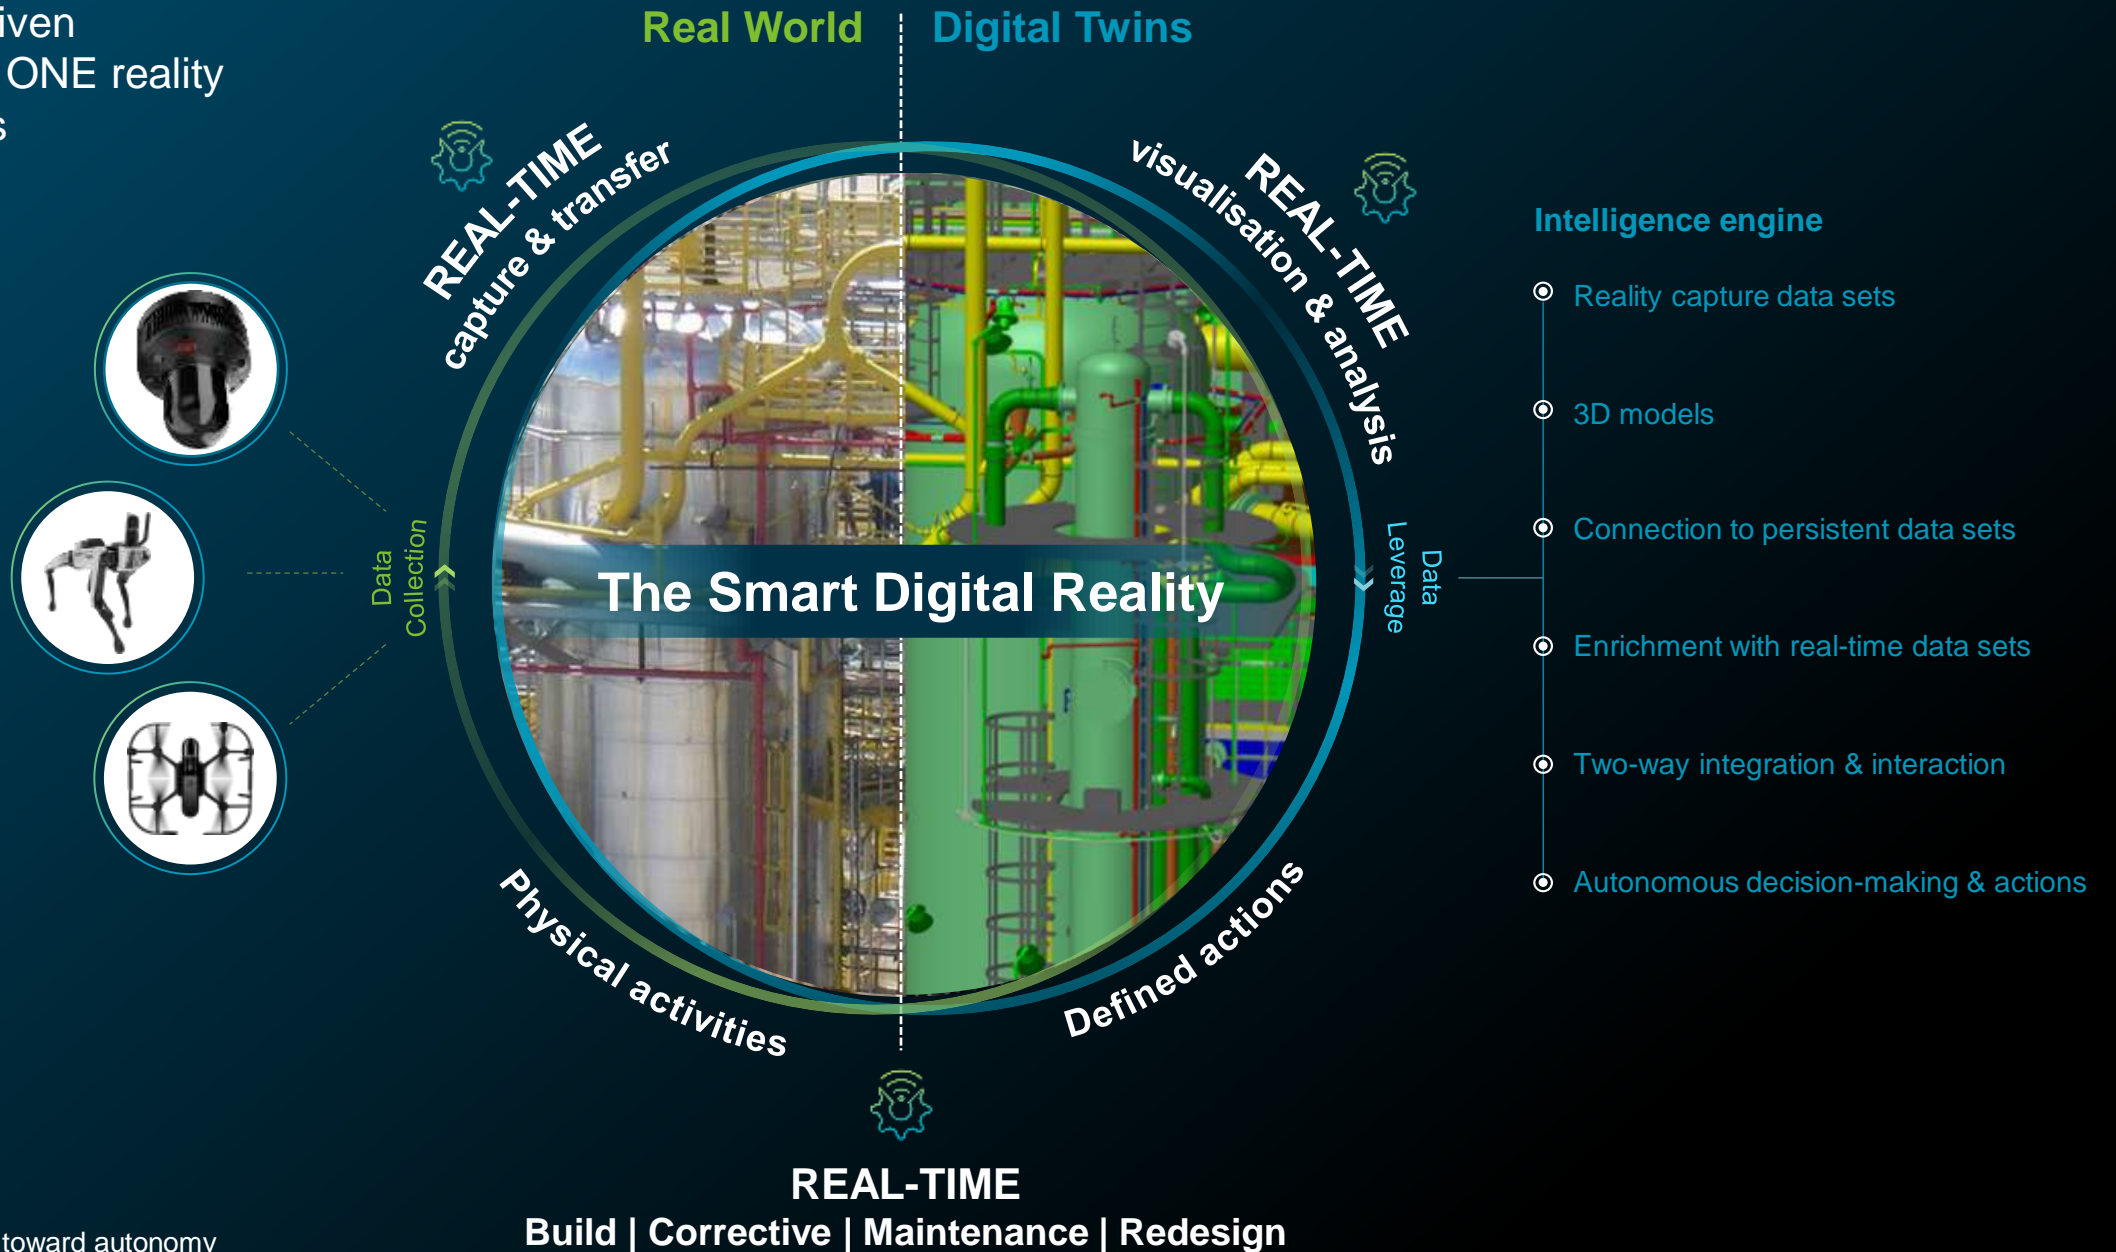 iven
ONE reality
s
Real World
Digital Twins
REAL-TIME
capture & transfer
REAL-TIME
visualisation & analysis
Data
Collection
The Smart Digital Reality
Data
Leverage
Intelligence engine
Reality capture data sets
3D models
Connection to persistent data sets
Enrichment with real-time data sets
Two-way integration & interaction
Autonomous decision-making & actions
Physical activities
Defined actions
REAL-TIME
Build | Corrective | Maintenance | Redesign
toward autonomy